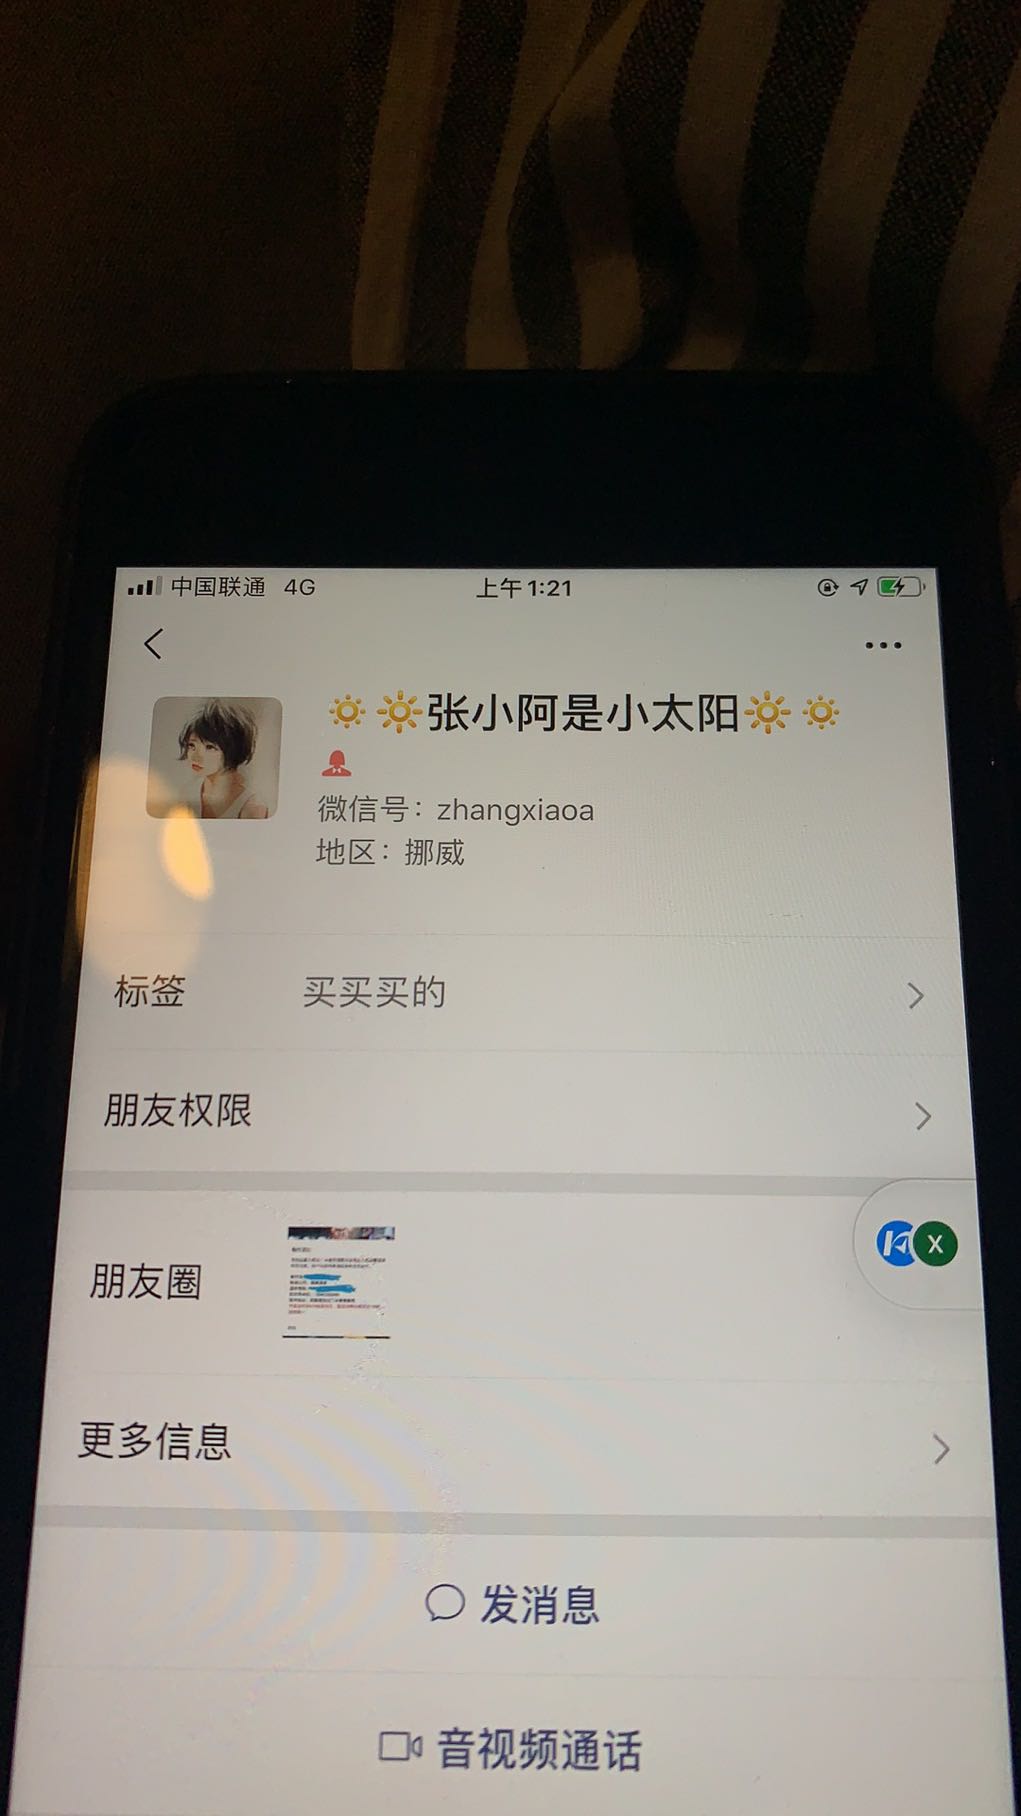 中国联通 4G 上午1:21
🔅🔆张小阿是小太阳🔆🔅
微信号：zhangxiaoa
地区：挪威
标签 买买买的
朋友权限
朋友圈
X
更多信息
发消息
音视频通话